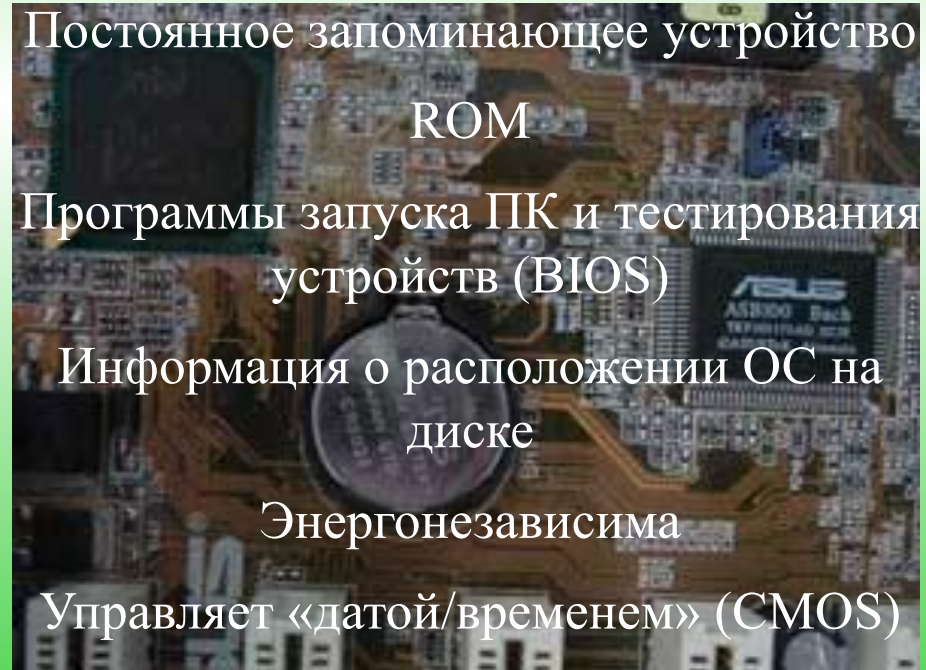 Постоянное запоминающее устройство
ROM
Программы запуска ПК и тестирования
устройств (BIOS)
ASUS
Информация о расположении ОС на
диске
Энергонезависима
Управляет «датой/временем» (CMOS)